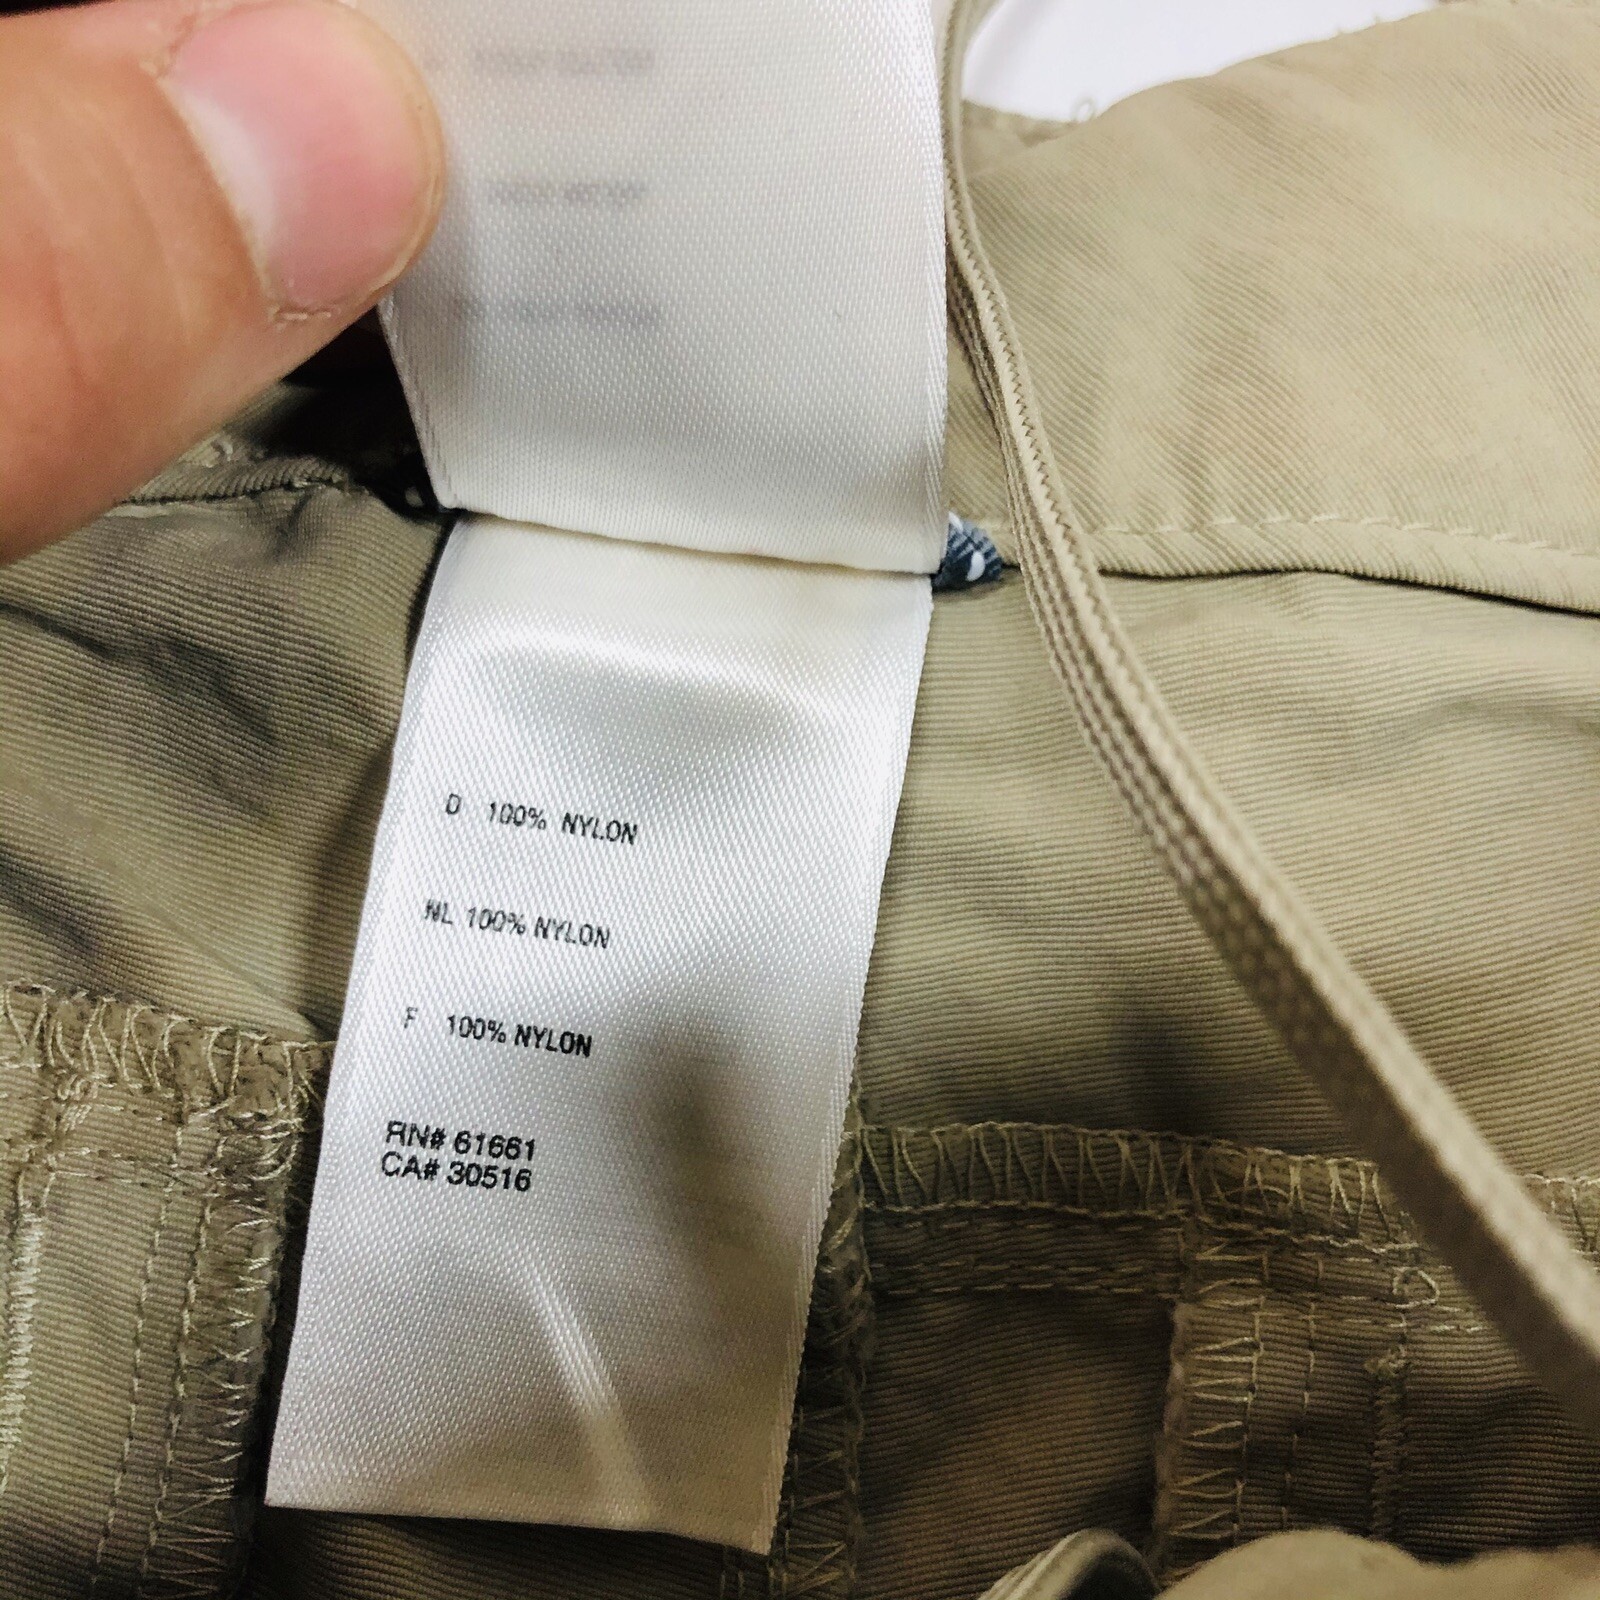 D 100% NYLON
NL 100% NYLON
F 100% NYLON
RN# 61661
CA# 30516